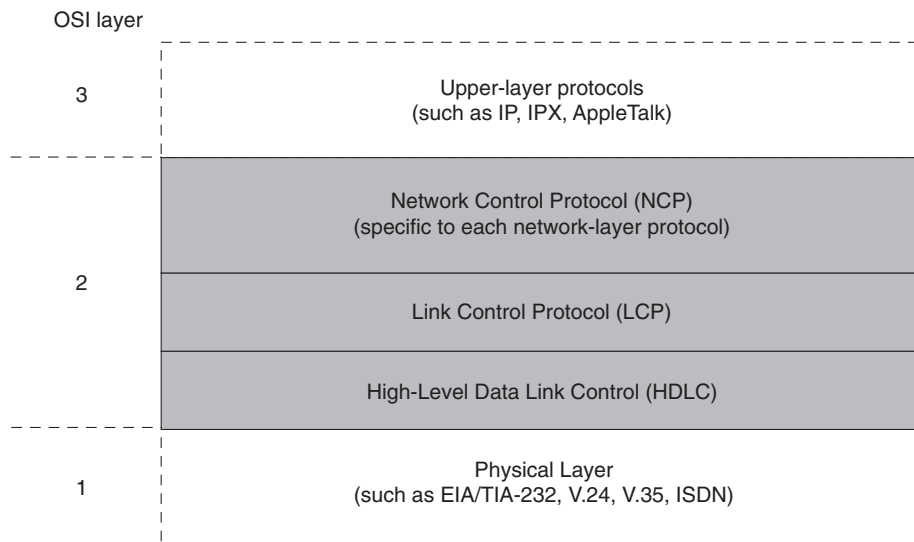 OSI layer
3
Upper-layer protocols
(such as IP, IPX, AppleTalk)
2
Network Control Protocol (NCP)
(specific to each network-layer protocol)
Link Control Protocol (LCP)
High-Level Data Link Control (HDLC)
1
Physical Layer
(such as EIA/TIA-232, V.24, V.35, ISDN)